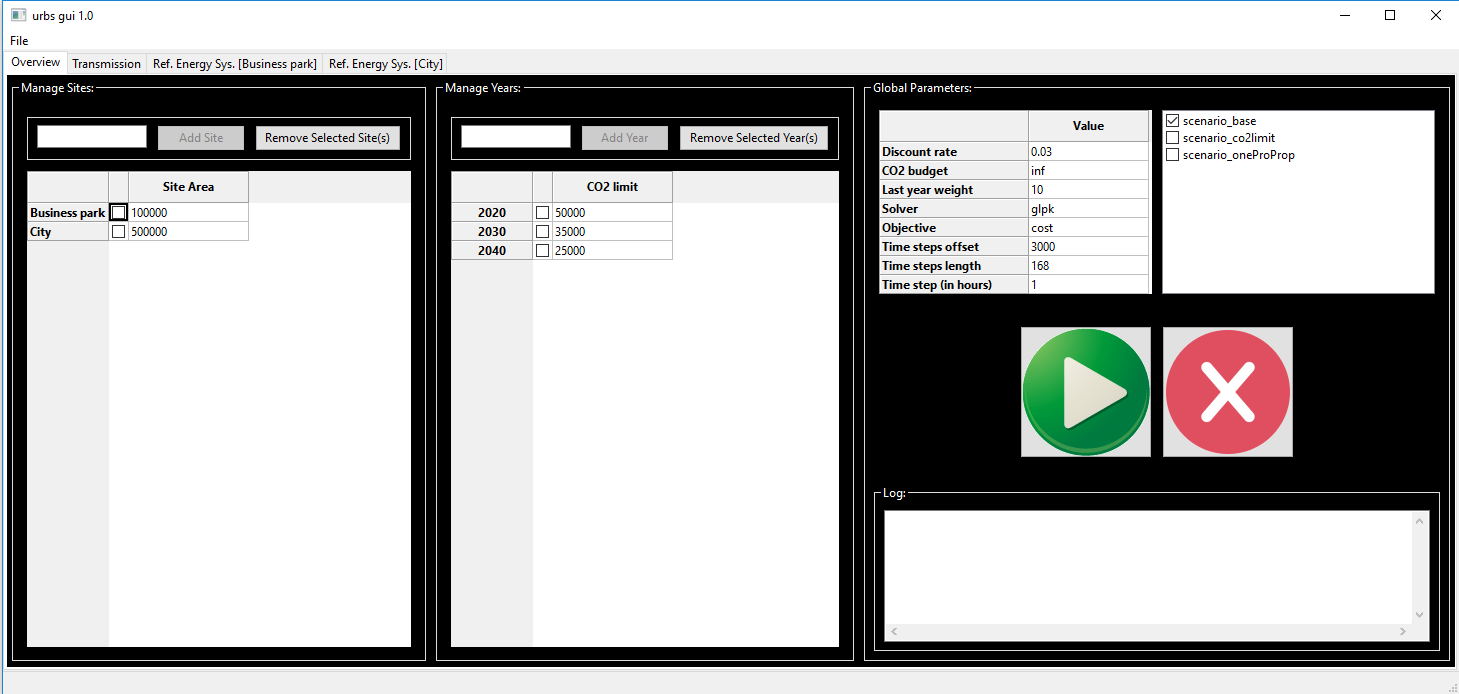 urbs gui 1.0
File
Overview Transmission Ref. Energy Sys. [Business park] Ref. Energy Sys. [City]
Manage Sites:
Add Site Remove Selected Site(s)
Site Area
Business park 100000
City 500000
Manage Years:
Add Year Remove Selected Year(s)
CO2 limit
2020 50000
2030 35000
2040 25000
Global Parameters:
Value
Discount rate 0.03
CO2 budget inf
Last year weight 10
Solver glpk
Objective cost
Time steps offset 3000
Time steps length 168
Time step (in hours) 1
scenario_base
scenario_co2limit
scenario_oneProProp
Log: